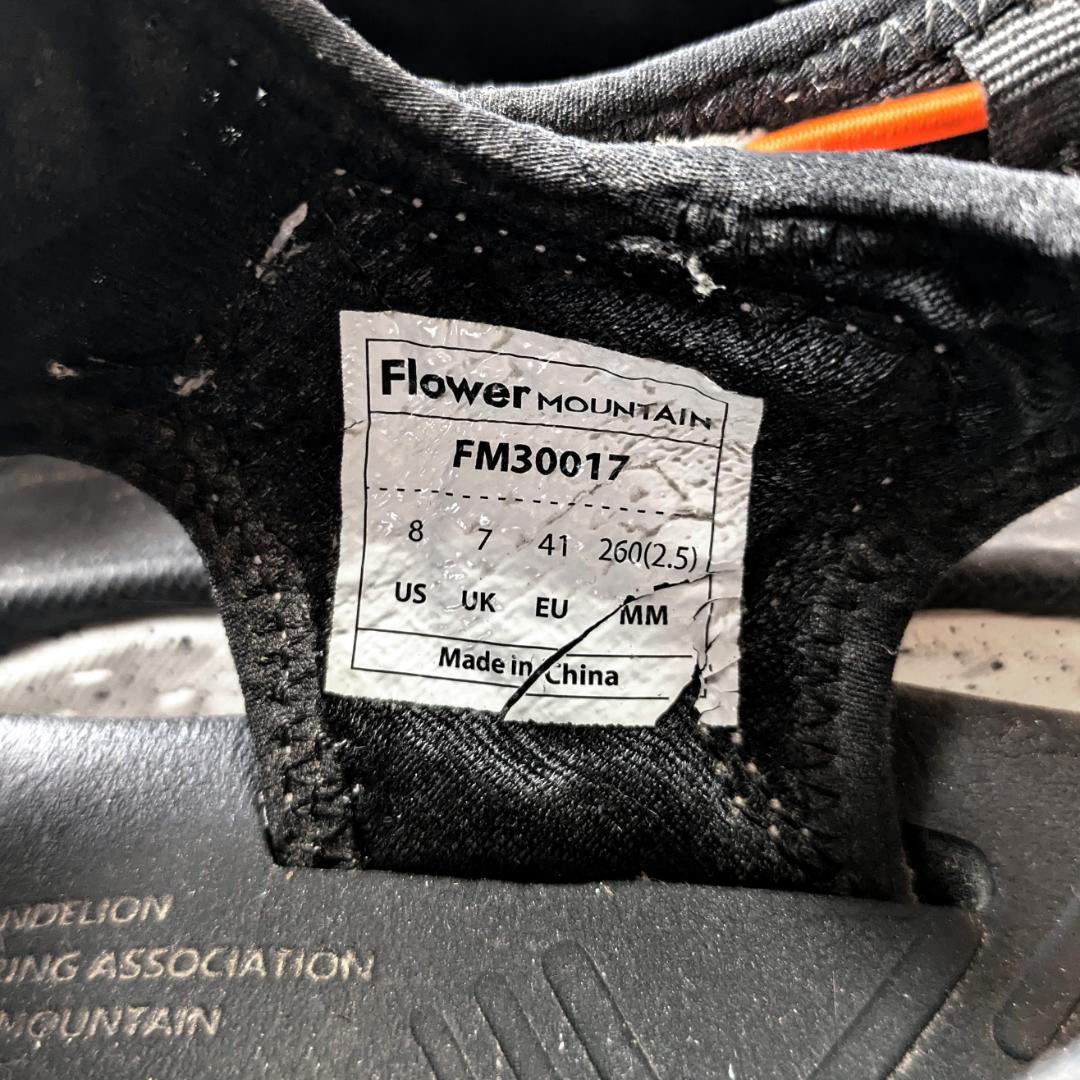 Flower MOUNTAIN
FM30017
8 7 41 260(2.5)
US UK EU MM
Made in China
NDELION
RING ASSOCIATION
MOUNTAIN